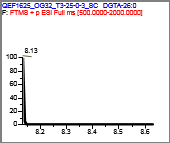 QEF1625_OG32_T3-25-0-3_SC DGTA-26:0
F: FTMS + p ESI Full ms [500.0000-2000.0000]
8.13
100
80
60
40
20
0
8.2 8.3 8.4 8.5 8.6